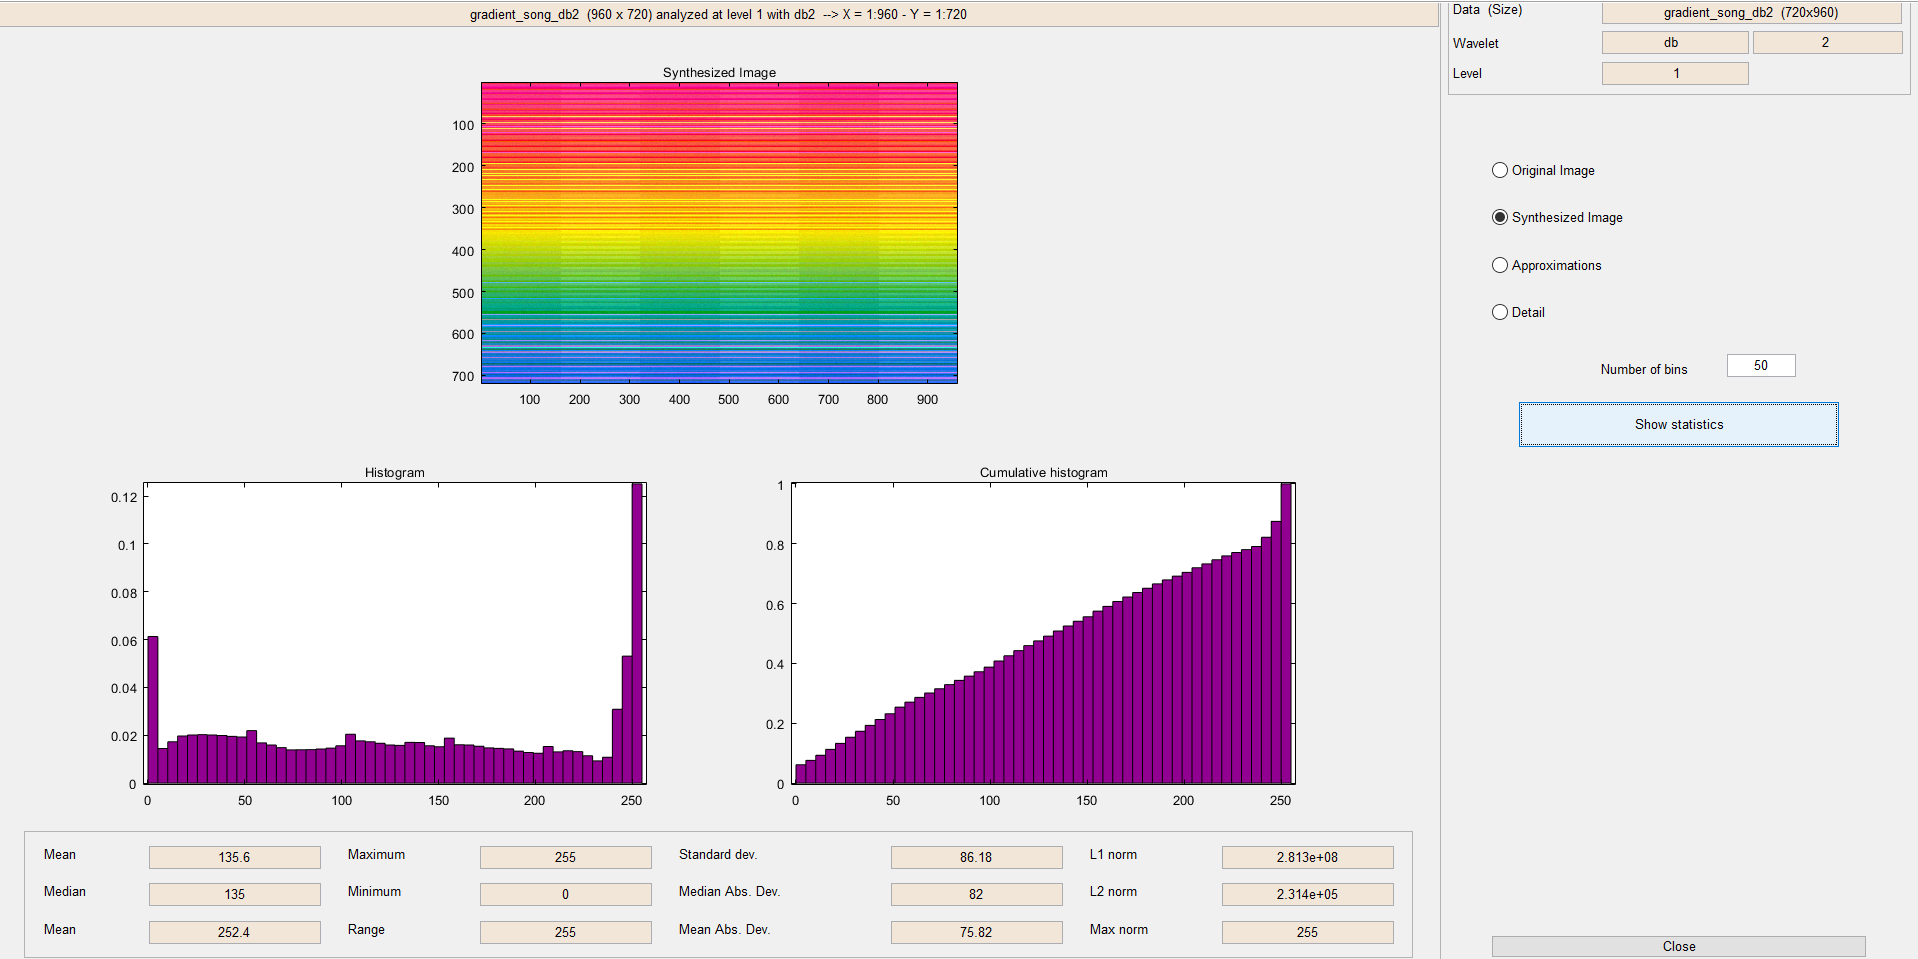 gradient_song_db2 (960 x 720) analyzed at level 1 with db2 --> X = 1:960 - Y = 1:720
Data (Size) gradient_song_db2 (720x960)
Wavelet db 2
Level 1
Synthesized Image
100
200
300
400
500
600
700
100 200 300 400 500 600 700 800 900
Original Image
Synthesized Image
Approximations
Detail
Number of bins 50
Show statistics
Histogram
0.12
0.1
0.08
0.06
0.04
0.02
0
0 50 100 150 200 250
Cumulative histogram
1
0.8
0.6
0.4
0.2
0
0 50 100 150 200 250
Mean 135.6 Maximum 255 Standard dev. 86.18 L1 norm 2.813e+08
Median 135 Minimum 0 Median Abs. Dev. 82 L2 norm 2.314e+05
Mean 252.4 Range 255 Mean Abs. Dev. 75.82 Max norm 255
Close